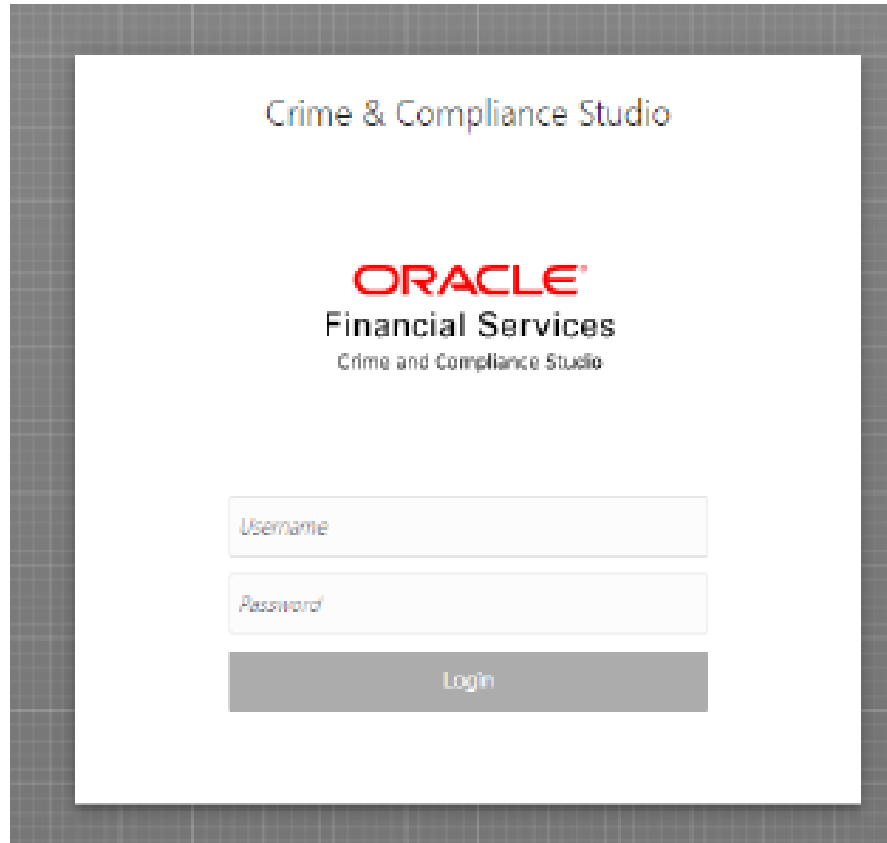 Crime & Compliance Studio
ORACLE
Financial Services
Crime and Compliance Studio
Username
Password
Login